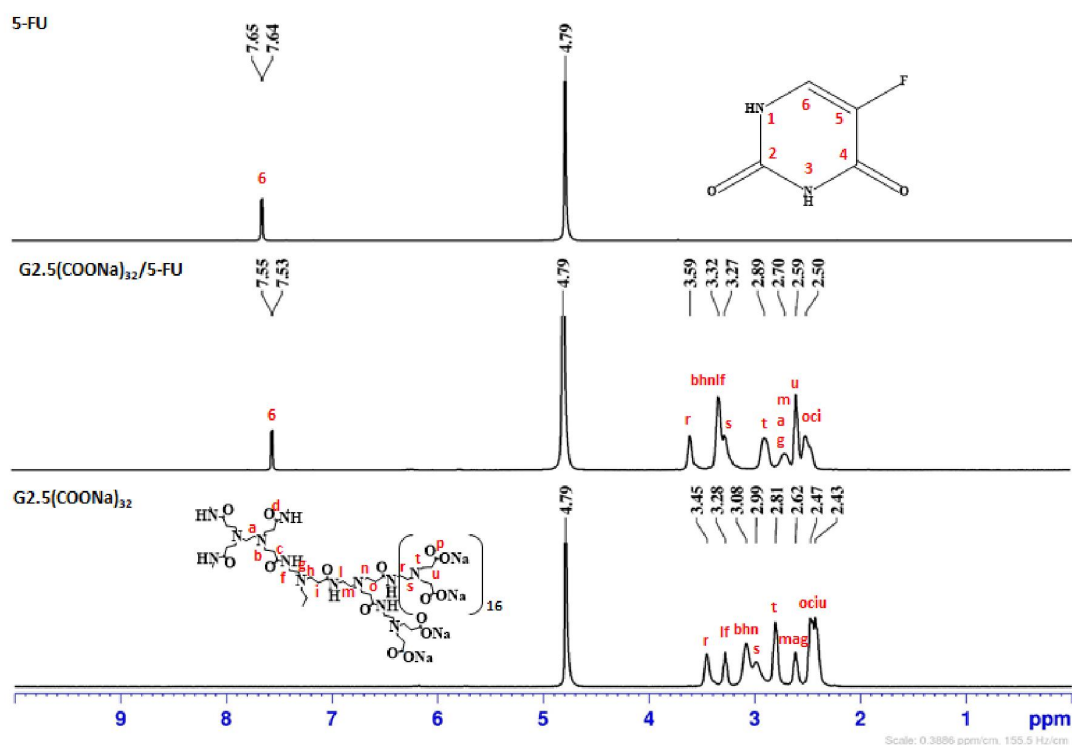 5-FU
7.65
7.64
4.79
6
HN
1
2
3
4
5
6
F
O
N
H
O
G2.5(COONa)32/5-FU
7.55
7.53
4.79
3.59
3.32
3.27
2.89
2.70
2.59
2.50
6
r
bhnlf
s
t
m
a
g
u
oci
G2.5(COONa)32
4.79
3.45
3.28
3.08
2.99
2.81
2.62
2.47
2.43
16
r
lf
bhn
s
t
mag
ociu
9 8 7 6 5 4 3 2 1 ppm
Scale: 0.3886 ppm/cm, 155.5 Hz/cm